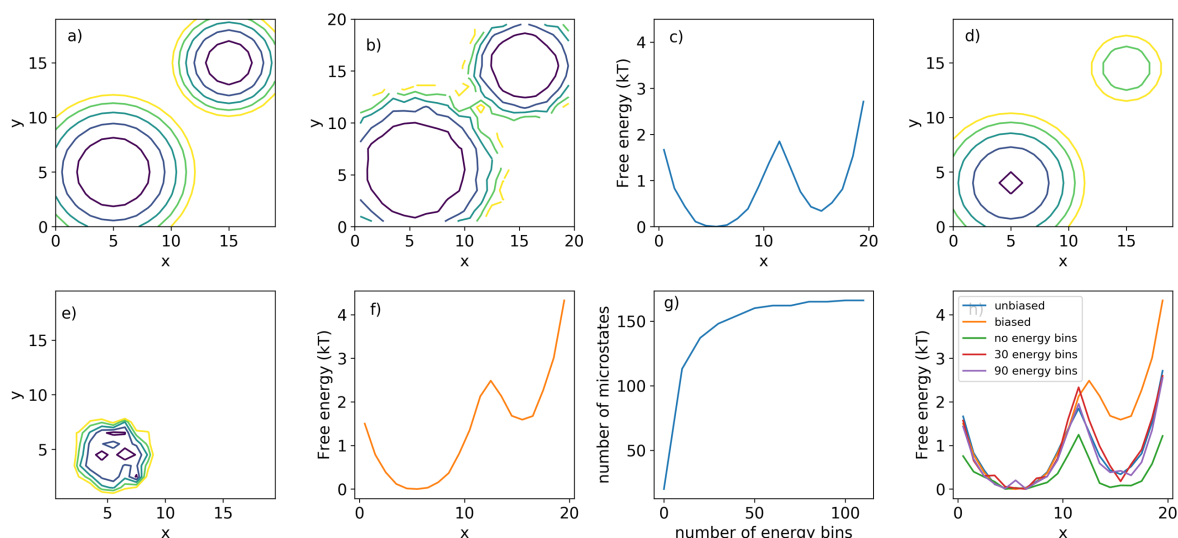 a)
15
10
5
0
y
0 5 10 15
x
b)
20
15
10
5
0
y
0 5 10 15 20
x
c)
4
3
2
1
0
Free energy (kT)
0 10 20
x
d)
15
10
5
0
y
0 5 10 15
x
e)
15
10
5
y
5 10 15
x
f)
4
3
2
1
0
Free energy (kT)
0 10 20
x
g)
150
100
50
number of microstates
0 50 100
number of energy bins
h)
unbiased
biased
no energy bins
30 energy bins
90 energy bins
4
3
2
1
0
Free energy (kT)
0 10 20
x